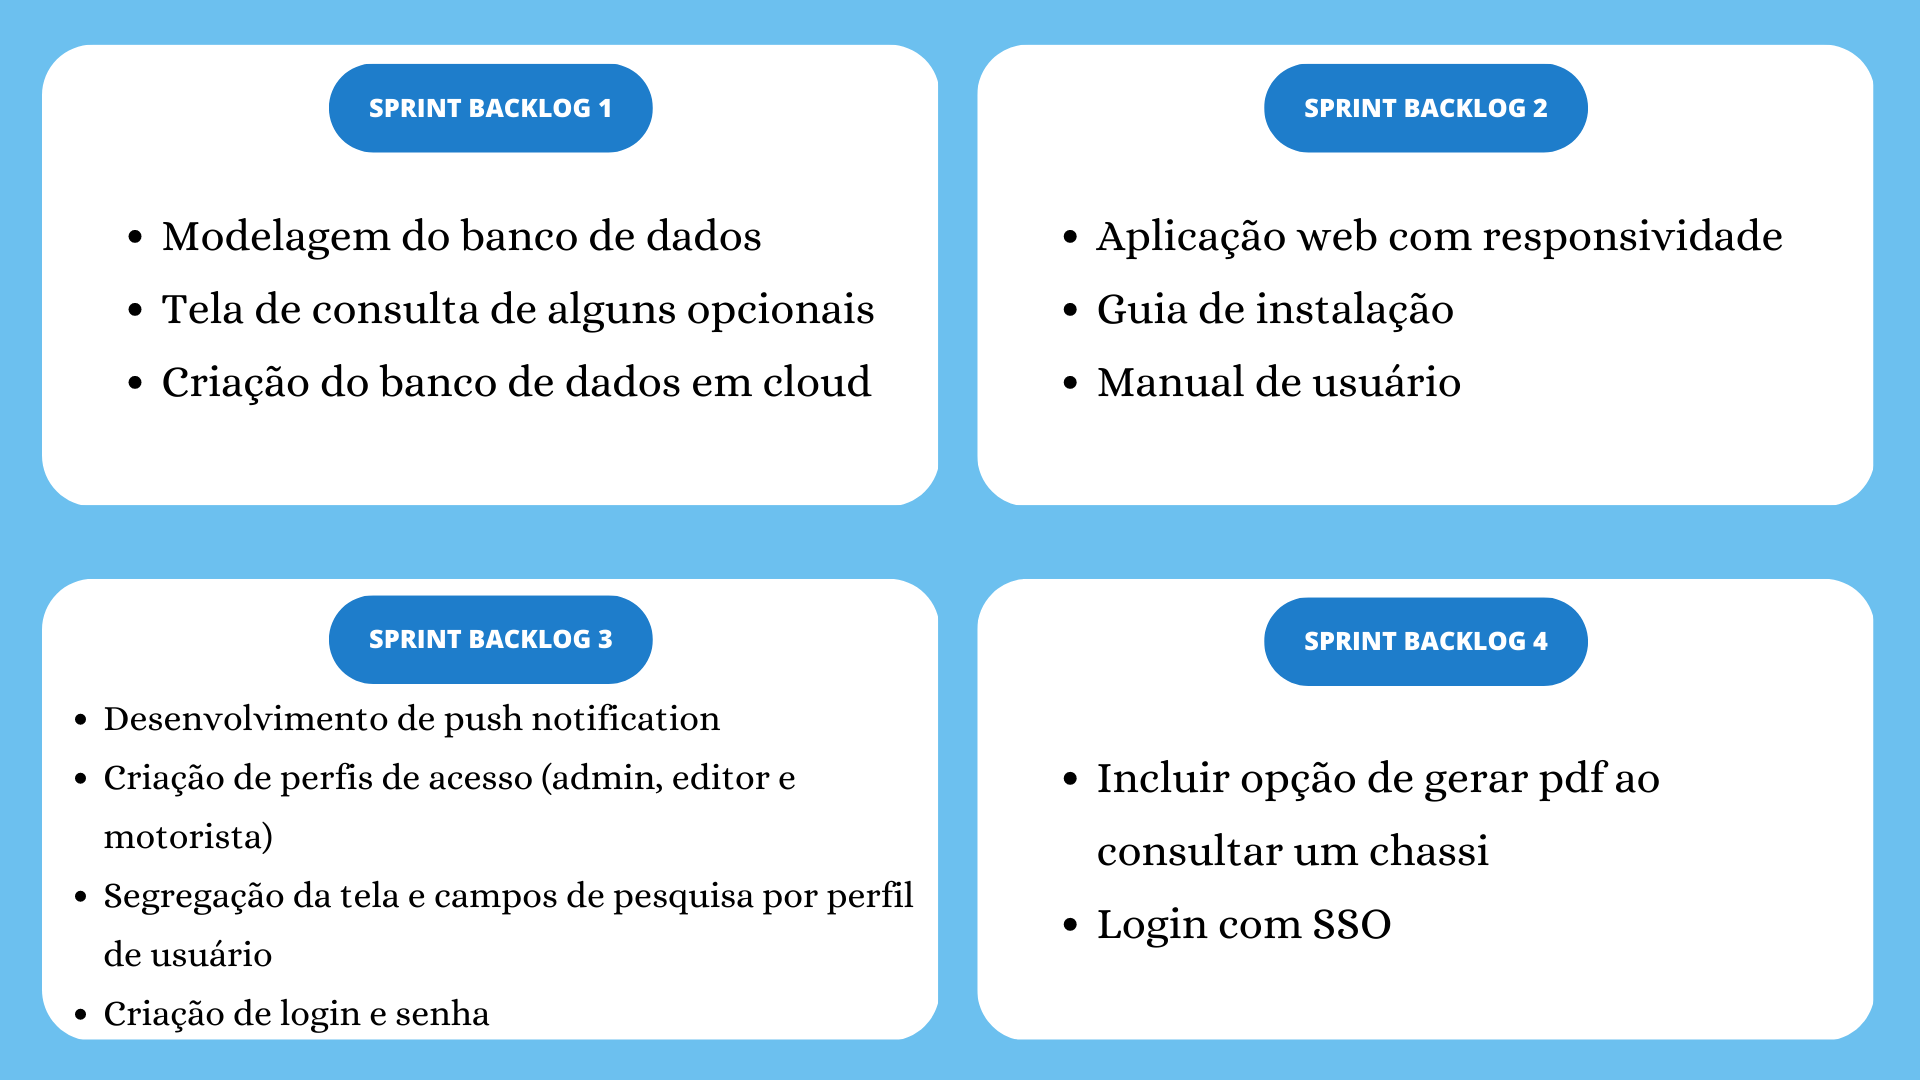 SPRINT BACKLOG 1
• Modelagem do banco de dados
• Tela de consulta de alguns opcionais
• Criação do banco de dados em cloud
SPRINT BACKLOG 2
• Aplicação web com responsividade
• Guia de instalação
• Manual de usuário
SPRINT BACKLOG 3
• Desenvolvimento de push notification
• Criação de perfis de acesso (admin, editor e
motorista)
• Segregação da tela e campos de pesquisa por perfil
de usuário
• Criação de login e senha
SPRINT BACKLOG 4
• Incluir opção de gerar pdf ao
consultar um chassi
• Login com SSO